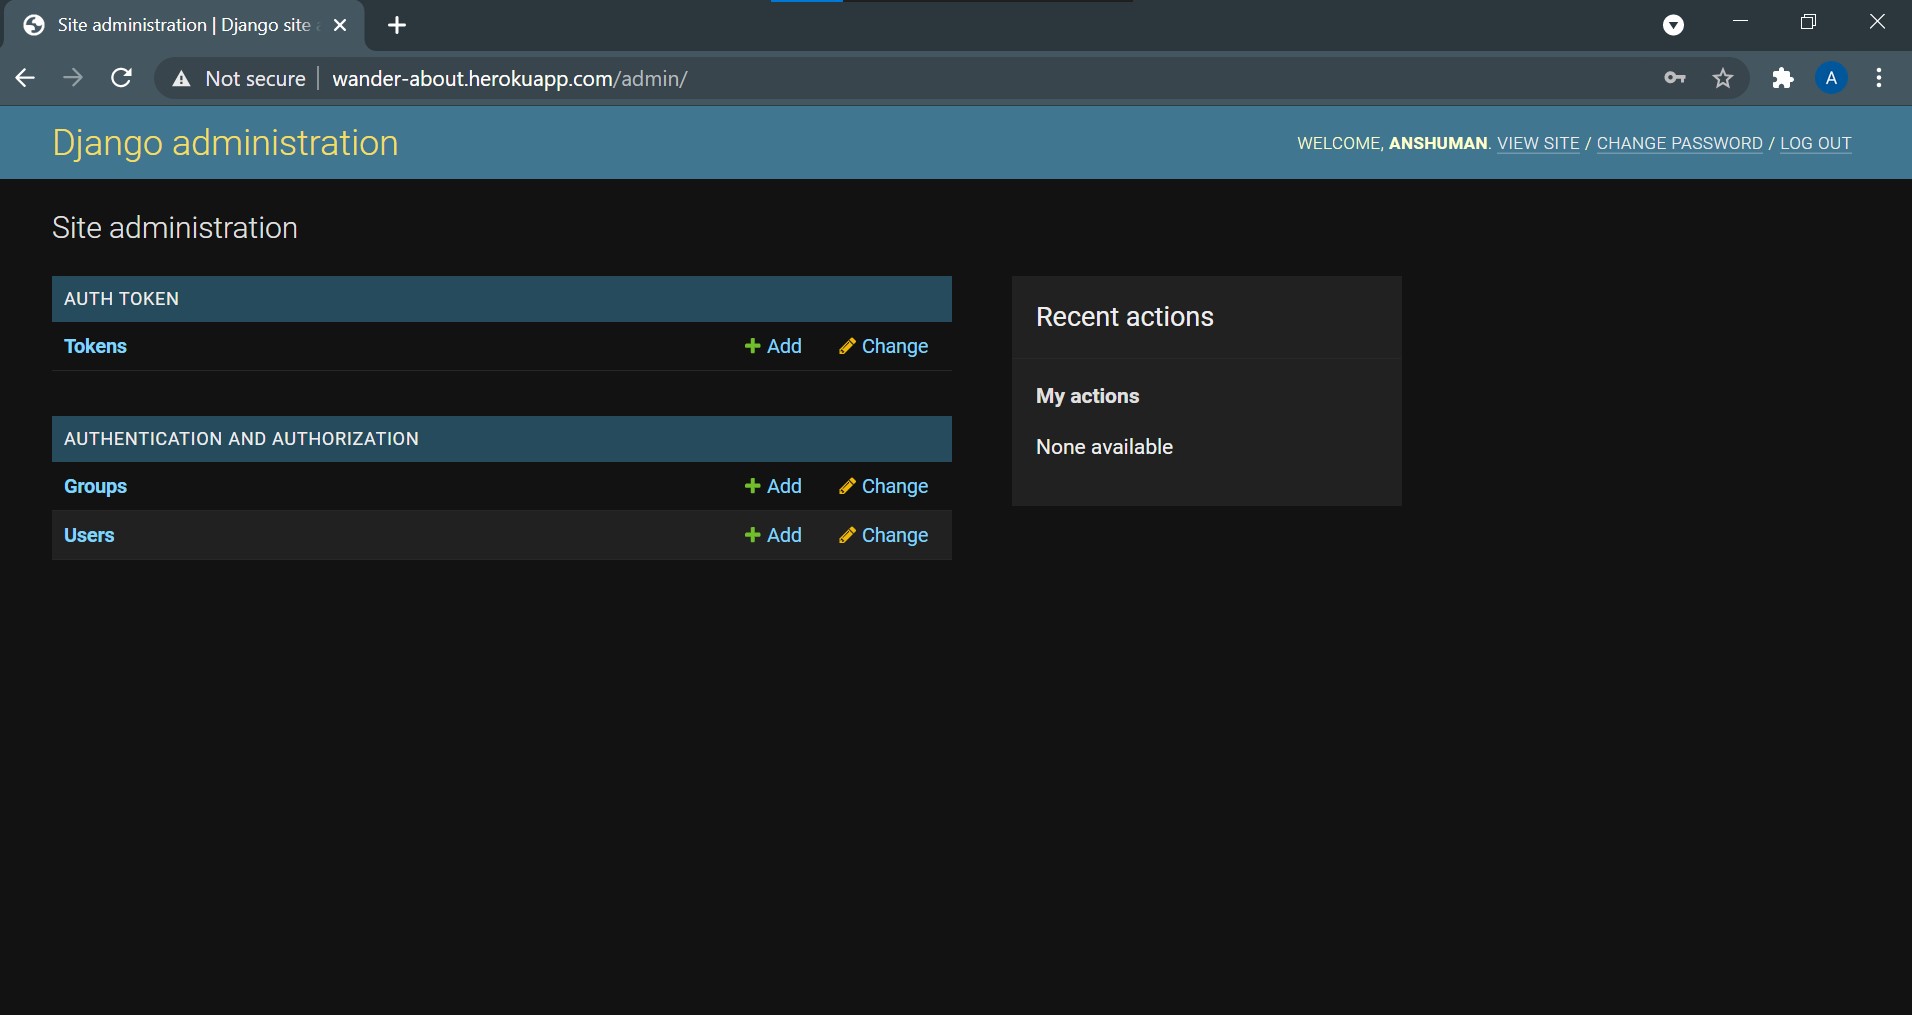 Site administration | Django site
Not secure | wander-about.herokuapp.com/admin/
A
Django administration
WELCOME, ANSHUMAN. VIEW SITE / CHANGE PASSWORD / LOG OUT
Site administration
AUTH TOKEN
Tokens Add Change
AUTHENTICATION AND AUTHORIZATION
Groups Add Change
Users Add Change
Recent actions
My actions
None available